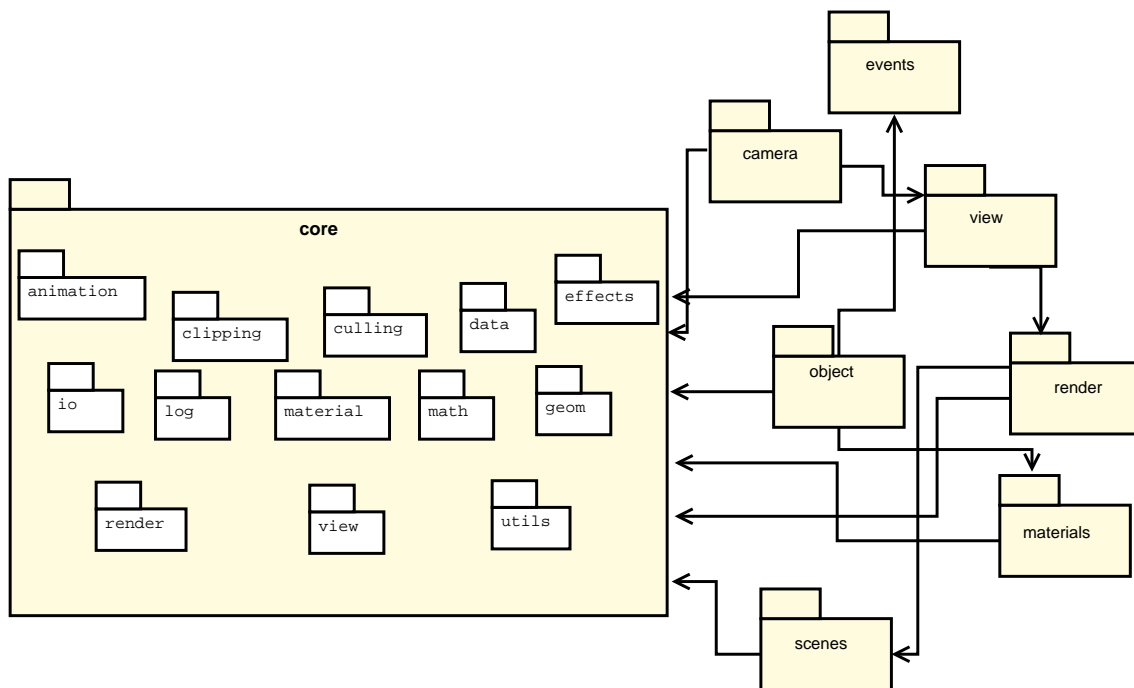 events
camera
view
core
animation
clipping
culling
data
effects
object
render
io
log
material
math
geom
render
view
utils
materials
scenes